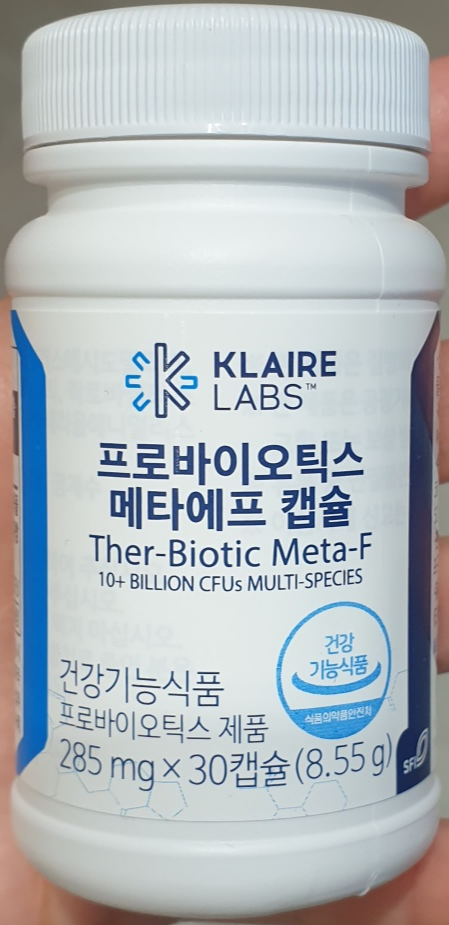 KLAIRE
LABS™
프로바이오틱스
메타에프 캡슐
Ther-Biotic Meta-F
10+ BILLION CFUs MULTI-SPECIES
건강
기능식품
식품의약품안전처
건강기능식품
프로바이오틱스 제품
285 mg × 30캡슐(8.55 g)
SFI